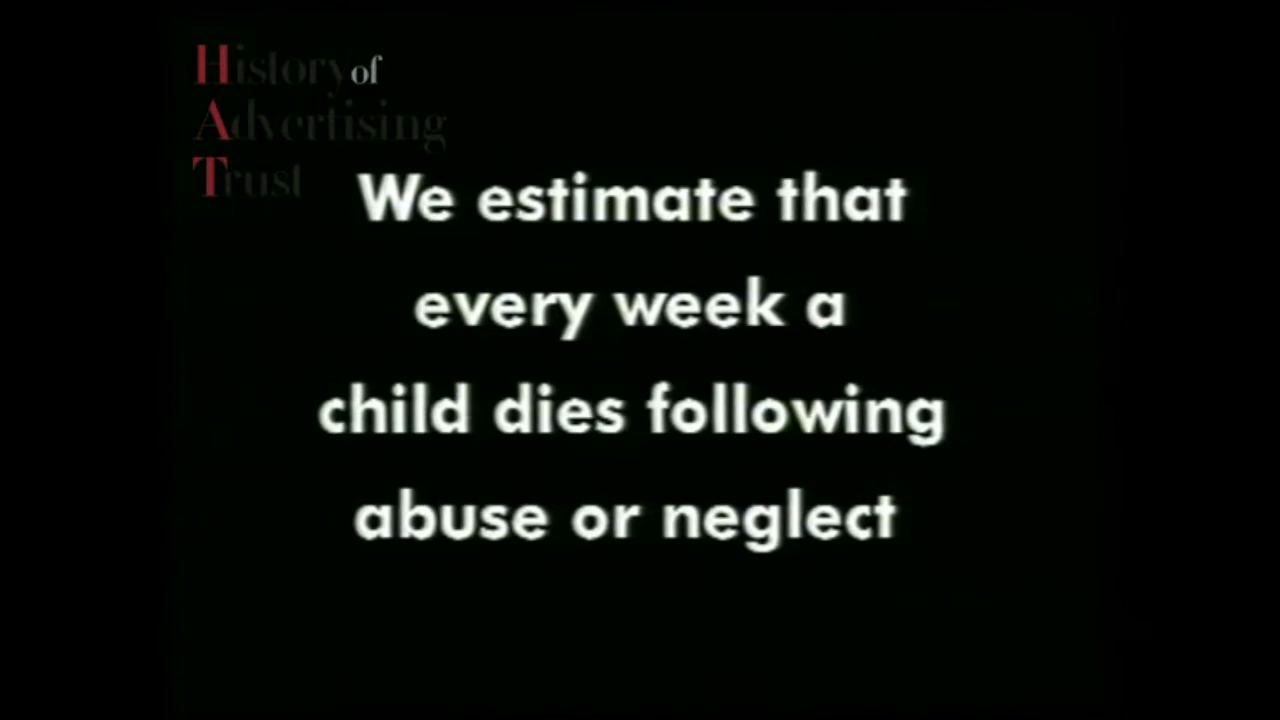 History of
Advertising
Trust
We estimate that
every week a
child dies following
abuse or neglect